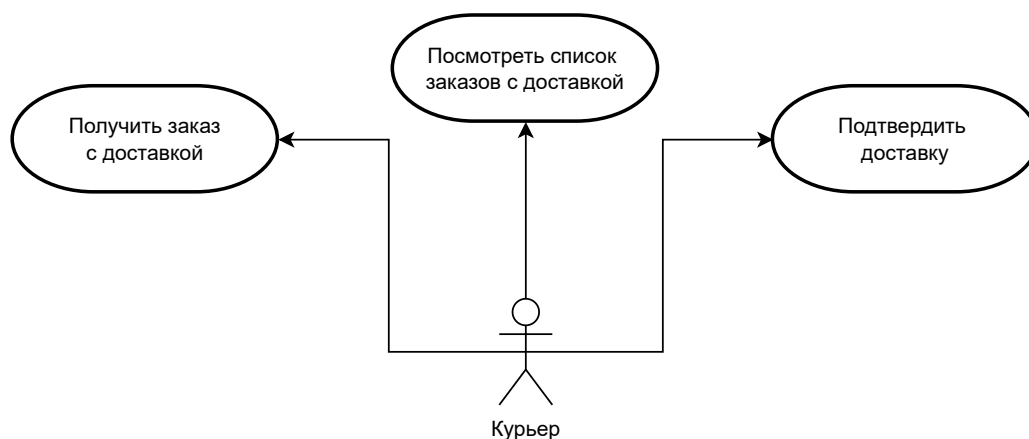 Посмотреть список
заказов с доставкой
Получить заказ
с доставкой
Подтвердить
доставку
Курьер